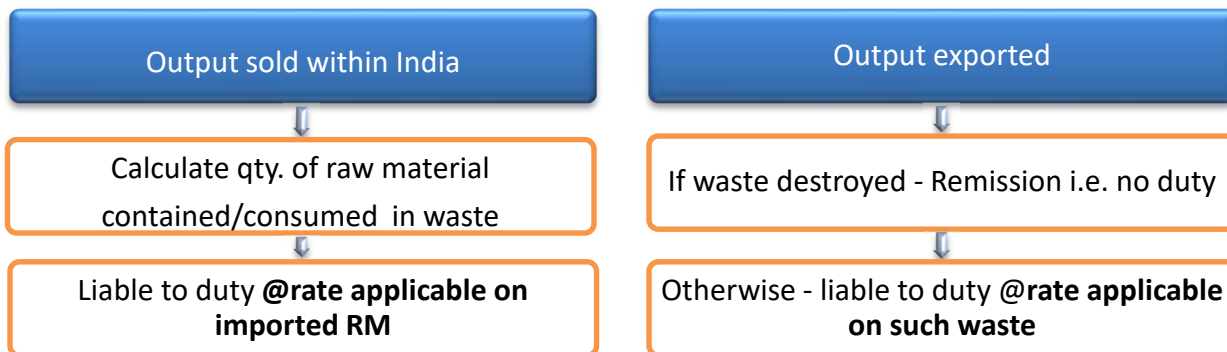 Output sold within India
Calculate qty. of raw material
contained/consumed in waste
Liable to duty @rate applicable on
imported RM
Output exported
If waste destroyed - Remission i.e. no duty
Otherwise - liable to duty @rate applicable
on such waste